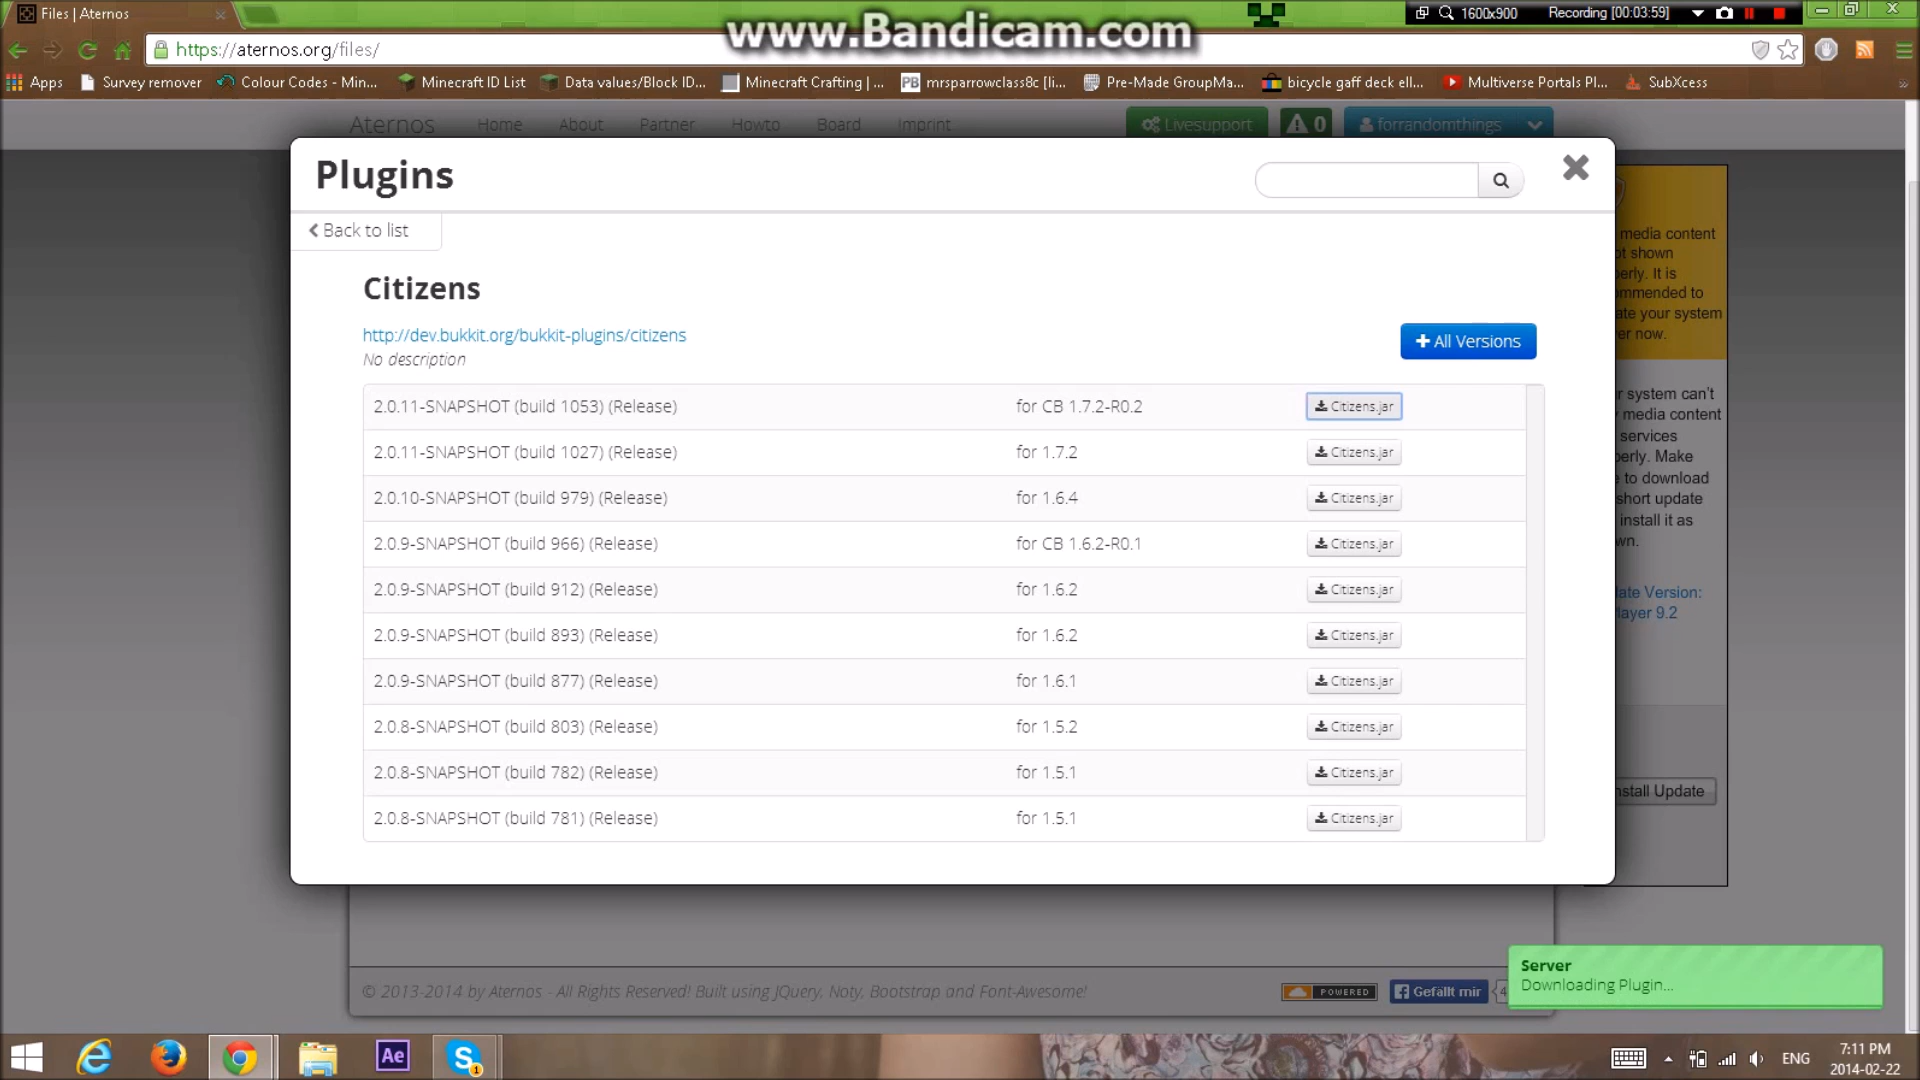 Files | Aternos
www.Bandicam.com
1600x900
Recording [00:03:59]
https://aternos.org/files/
Apps
Survey remover
Colour Codes - Min...
Minecraft ID List
Data values/Block ID...
Minecraft Crafting | ...
PB mrsparrowclass8c [li...
Pre-Made GroupMa...
bicycle gaff deck ell...
Multiverse Portals Pl...
SubXcess
»
Aternos
Home
About
Partner
Howto
Board
Imprint
Livesupport
0
forrandomthings
Plugins
Back to list
Citizens
http://dev.bukkit.org/bukkit-plugins/citizens
No description
+ All Versions
2.0.11-SNAPSHOT (build 1053) (Release) for CB 1.7.2-R0.2 Citizens.jar
2.0.11-SNAPSHOT (build 1027) (Release) for 1.7.2 Citizens.jar
2.0.10-SNAPSHOT (build 979) (Release) for 1.6.4 Citizens.jar
2.0.9-SNAPSHOT (build 966) (Release) for CB 1.6.2-R0.1 Citizens.jar
2.0.9-SNAPSHOT (build 912) (Release) for 1.6.2 Citizens.jar
2.0.9-SNAPSHOT (build 893) (Release) for 1.6.2 Citizens.jar
2.0.9-SNAPSHOT (build 877) (Release) for 1.6.1 Citizens.jar
2.0.8-SNAPSHOT (build 803) (Release) for 1.5.2 Citizens.jar
2.0.8-SNAPSHOT (build 782) (Release) for 1.5.1 Citizens.jar
2.0.8-SNAPSHOT (build 781) (Release) for 1.5.1 Citizens.jar
media content
ot shown
erly. It is
mmended to
ate your system
er now.
r system can't
media content
services
erly. Make
to download
short update
install it as
wn.
ate Version:
layer 9.2
nstall Update
© 2013-2014 by Aternos - All Rights Reserved! Built using JQuery, Noty, Bootstrap and Font-Awesome!
POWERED
Gefällt mir
4
Server
Downloading Plugin...
Ae
1
ENG
7:11 PM
2014-02-22